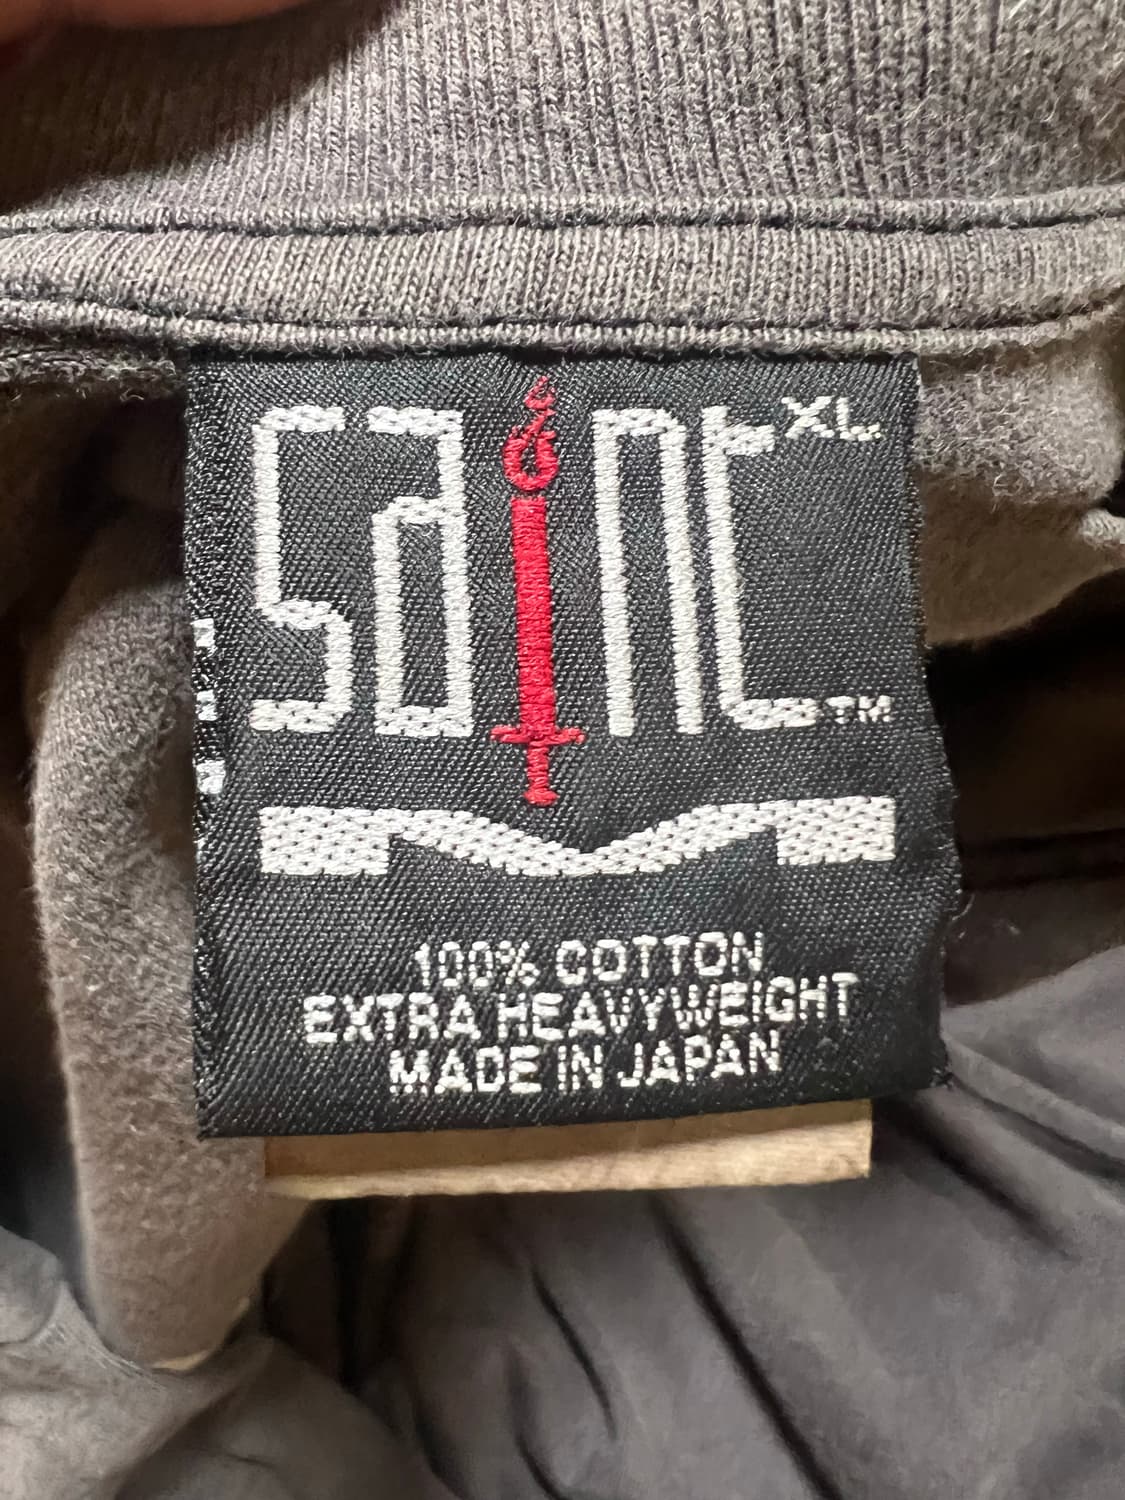 SaiNt XL
TM
100% COTTON
EXTRA HEAVYWEIGHT
MADE IN JAPAN